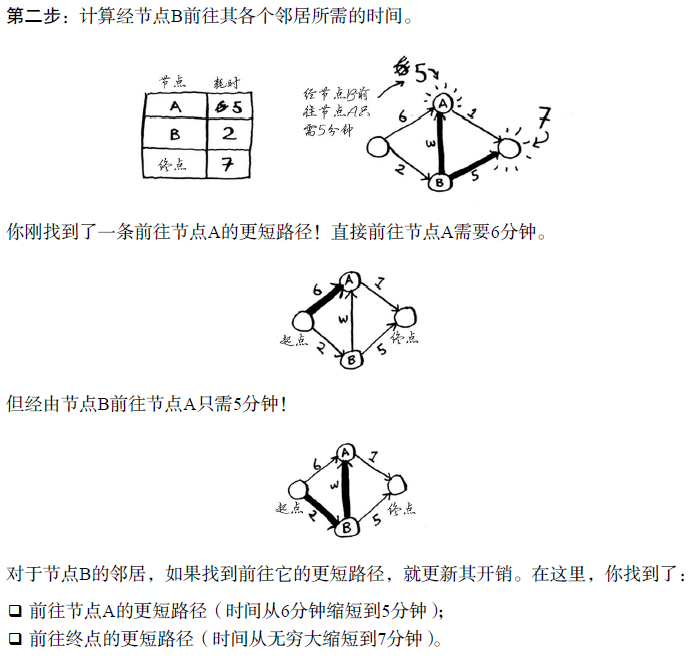 第二步：计算经节点B前往其各个邻居所需的时间。
节点 耗时
A 6 5
B 2
终点 7
经节点B前
往节点A只
需5分钟
6 5
A
6
1
7
3
2
5
B
你刚找到了一条前往节点A的更短路径！直接前往节点A需要6分钟。
A
6
1
起点
3
终点
2
5
B
但经由节点B前往节点A只需5分钟！
A
6
1
起点
3
终点
2
5
B
对于节点B的邻居，如果找到前往它的更短路径，就更新其开销。在这里，你找到了：
❑ 前往节点A的更短路径（时间从6分钟缩短到5分钟）；
❑ 前往终点的更短路径（时间从无穷大缩短到7分钟）。